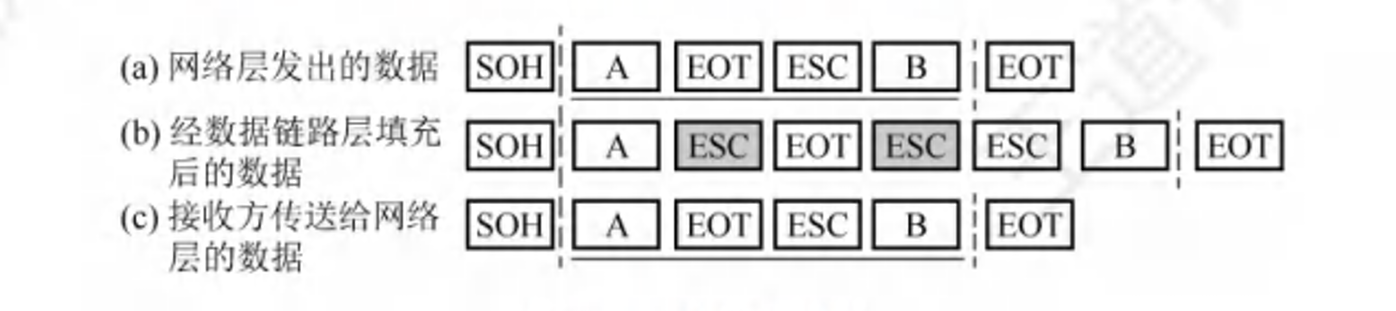 (a) 网络层发出的数据 SOH A EOT ESC B EOT
(b) 经数据链路层填充 SOH A ESC EOT ESC ESC B EOT
后的数据
(c) 接收方传送给网络 SOH A EOT ESC B EOT
层的数据